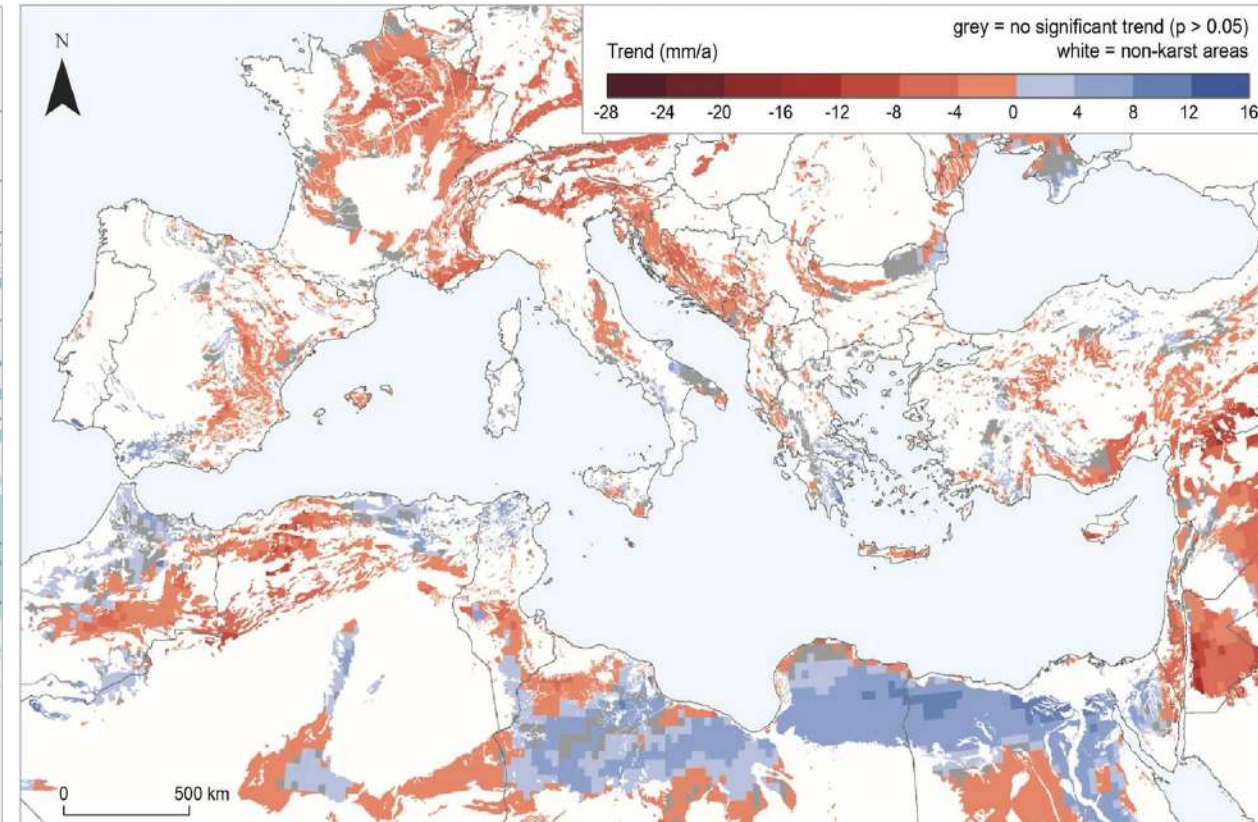 grey = no significant trend (p > 0.05)
Trend (mm/a)
white = non-karst areas
-28 -24 -20 -16 -12 -8 -4 0 4 8 12 16
N
0 500 km